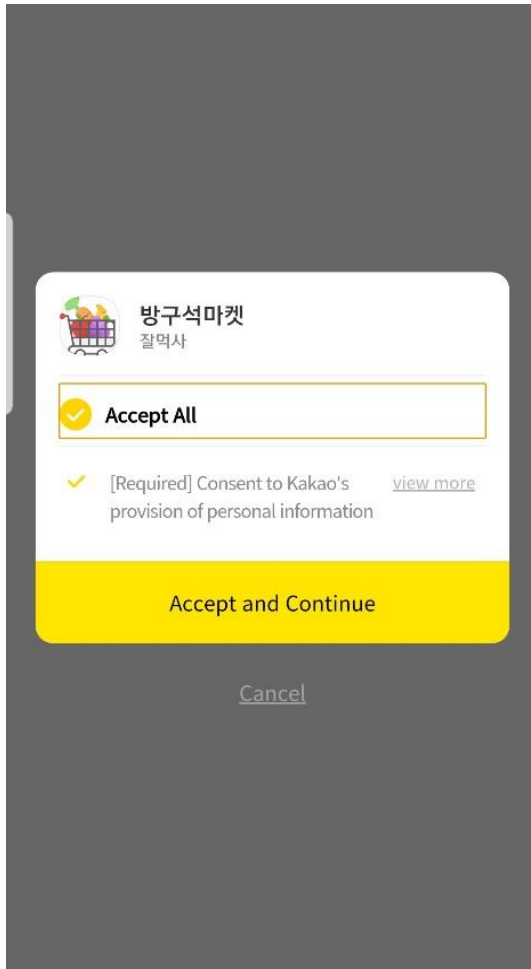 방구석마켓
잘먹사
Accept All
[Required] Consent to Kakao's view more
provision of personal information
Accept and Continue
Cancel